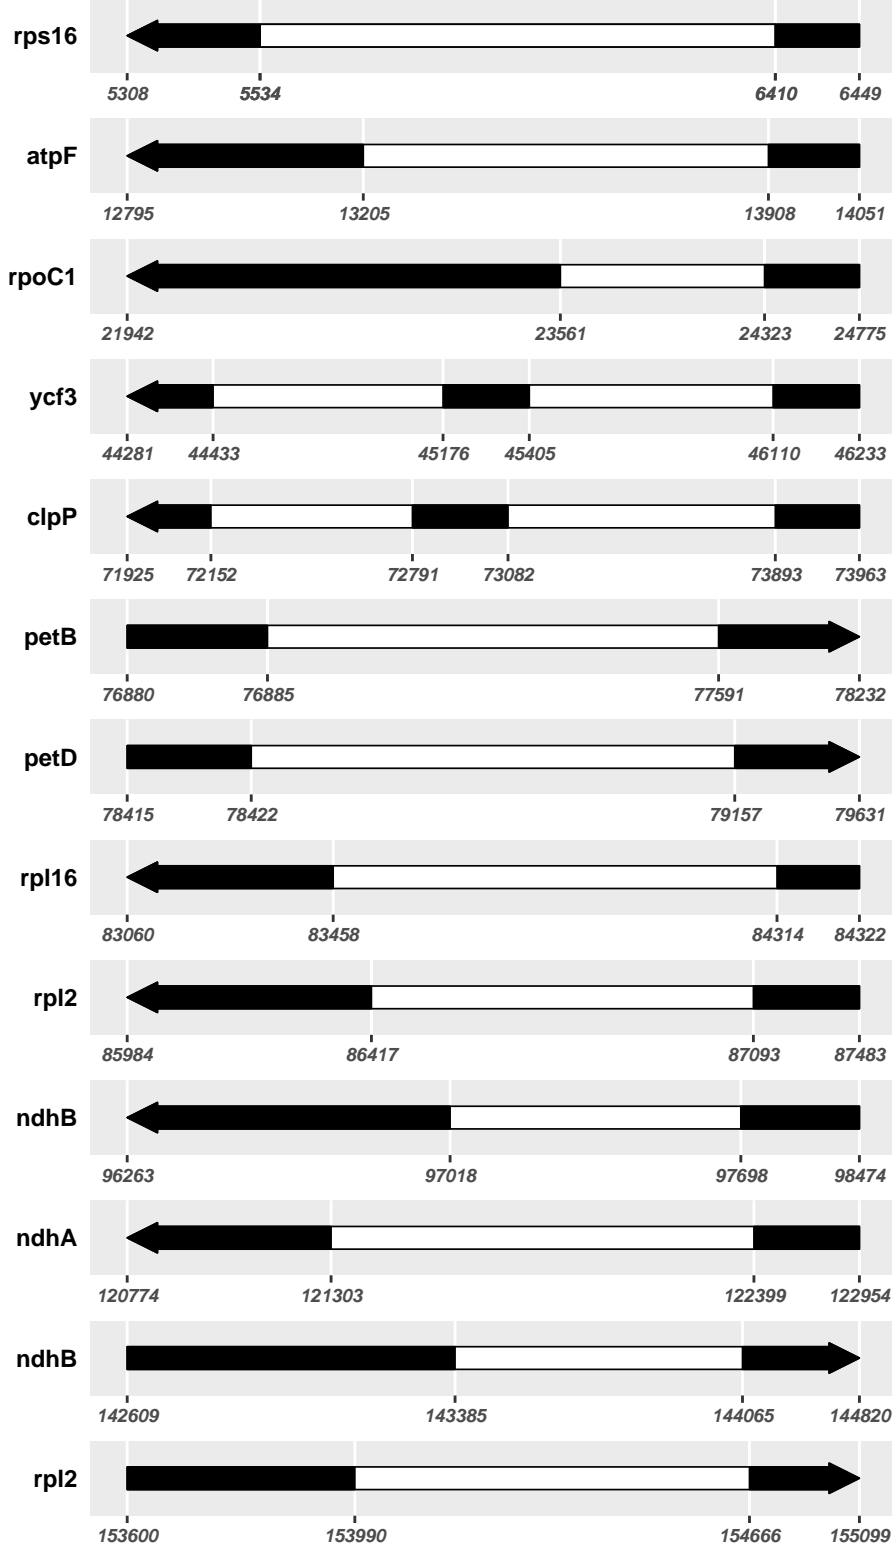 rps16
5308 5534 6410 6449
atpF
12795 13205 13908 14051
rpoC1
21942 23561 24323 24775
ycf3
44281 44433 45176 45405 46110 46233
clpP
71925 72152 72791 73082 73893 73963
petB
76880 76885 77591 78232
petD
78415 78422 79157 79631
rpl16
83060 83458 84314 84322
rpl2
85984 86417 87093 87483
ndhB
96263 97018 97698 98474
ndhA
120774 121303 122399 122954
ndhB
142609 143385 144065 144820
rpl2
153600 153990 154666 155099